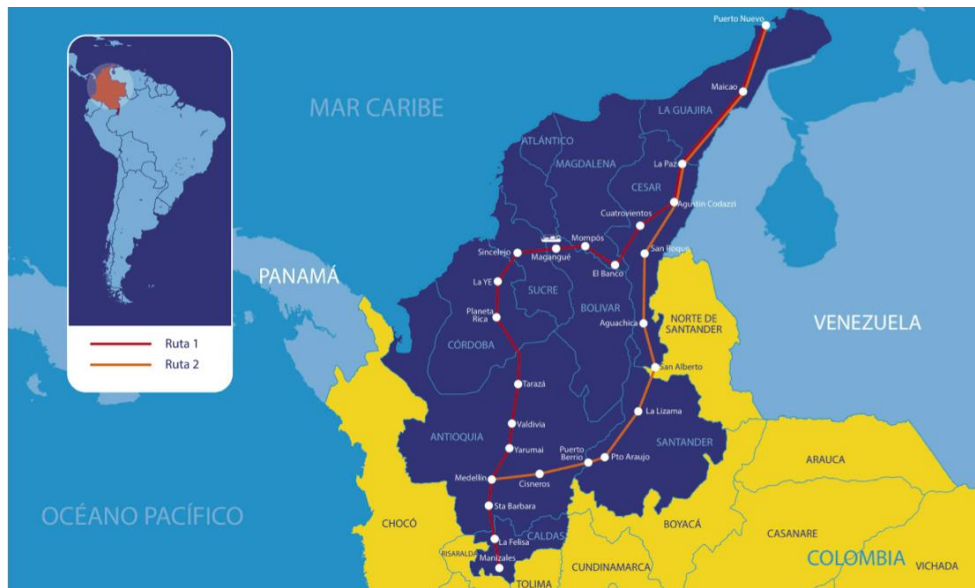 Puerto Nuevo
Maicao
MAR CARIBE
LA GUAJIRA
ATLÁNTICO
MAGDALENA
La Paz
CESAR
Agustín Codazzi
Cuatrovientos
Mompós
Sincelejo
Magangué
San Roque
El Banco
PANAMÁ
La YE
SUCRE
Planeta
Rica
BOLIVAR
Aguachica
NORTE DE
SANTANDER
VENEZUELA
CÓRDOBA
Ruta 1
Ruta 2
San Alberto
Tarazá
La Lizama
Valdivia
ANTIOQUIA
SANTANDER
Yarumai
Puerto
Berrio
Pto Araujo
ARAUCA
Medellín
Cisneros
Sta Barbara
OCÉANO PACÍFICO
CHOCÓ
BOYACÁ
CASANARE
La Felisa
CALDAS
RISARALDA
Manizales
CUNDINAMARCA
COLOMBIA
VICHADA
TOLIMA